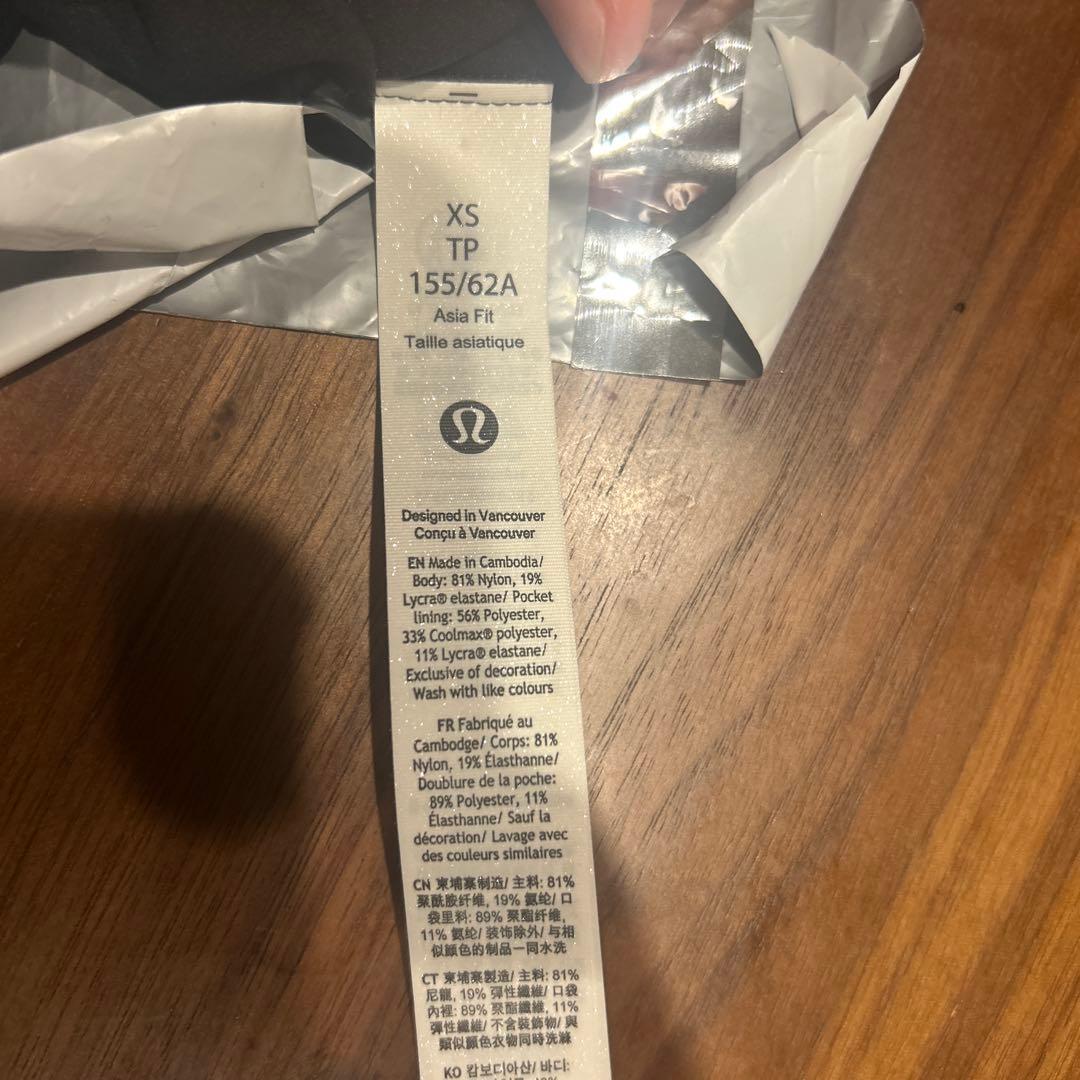 XS
TP
155/62A
Asia Fit
Taille asiatique
Designed in Vancouver
Conçu à Vancouver
EN Made in Cambodia/
Body: 81% Nylon, 19%
Lycra® elastane/ Pocket
lining: 56% Polyester,
33% Coolmax® polyester,
11% Lycra® elastane/
Exclusive of decoration/
Wash with like colours
FR Fabriqué au
Cambodge/ Corps: 81%
Nylon, 19% Élasthanne/
Doublure de la poche:
89% Polyester, 11%
Élasthanne/ Sauf la
décoration/ Lavage avec
des couleurs similaires
CN 柬埔寨制造/ 主料: 81%
聚酰胺纤维, 19% 氨纶/ 口
袋里料: 89% 聚酯纤维,
11% 氨纶/ 装饰除外/ 与相
似颜色的制品一同水洗
CT 柬埔寨製造/ 主料: 81%
尼龍, 19% 彈性纖維/ 口袋
內裡: 89% 聚酯纖維, 11%
彈性纖維/ 不含裝飾物/ 與
類似顏色衣物同時洗滌
KO 캄보디아산/ 바디: